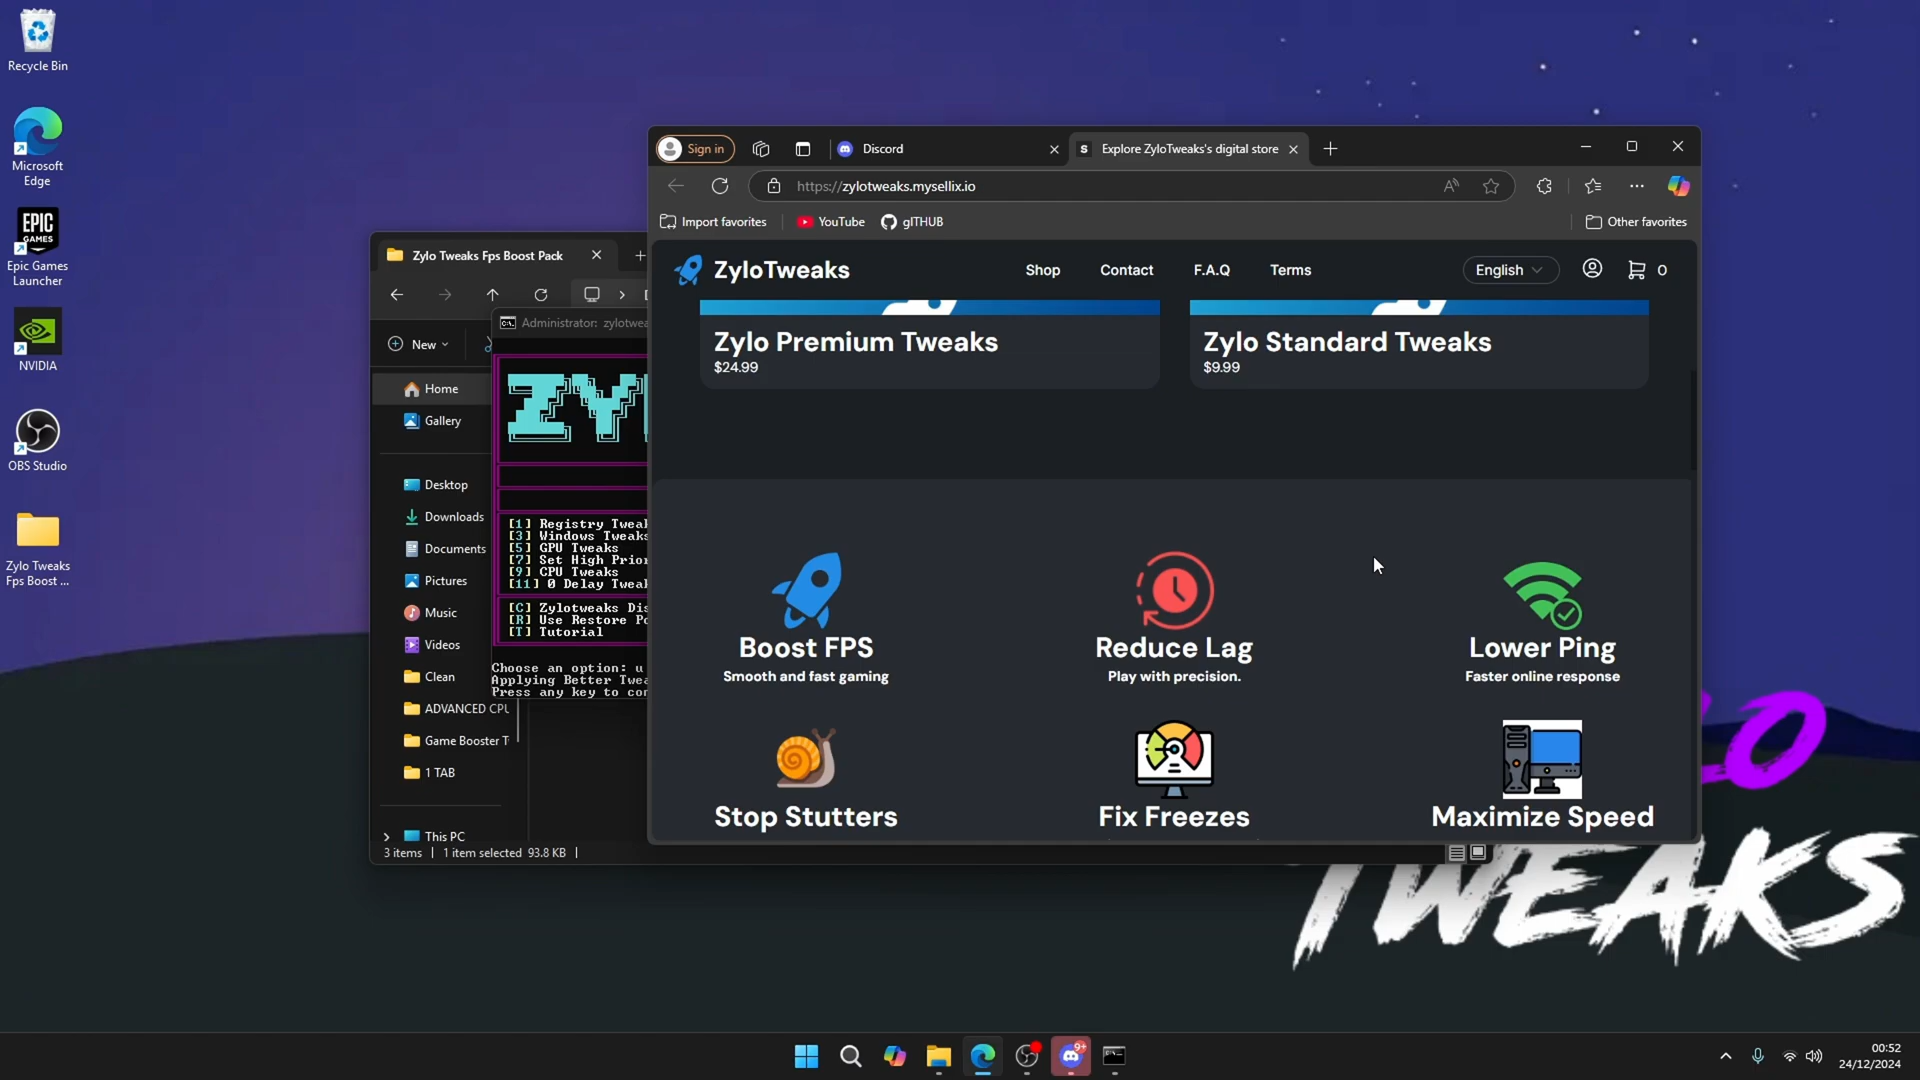 Recycle Bin
Microsoft
Edge
EPIC
GAMES
Epic Games
Launcher
NVIDIA
OBS Studio
Zylo Tweaks
Fps Boost ...
Zylo Tweaks Fps Boost Pack
New
Home
Gallery
Desktop
Downloads
Documents
Pictures
Music
Videos
Clean
ADVANCED CPU
Game Booster T
1 TAB
This PC
3 items
1 item selected 93.8 KB
Administrator: zylotwea
ZY
[1] Registry Tweak
[3] Windows Tweaks
[5] GPU Tweaks
[7] Set High Prior
[9] CPU Tweaks
[11] 0 Delay Tweak
[C] Zylotweaks Dis
[R] Use Restore Po
[T] Tutorial
Choose an option: u
Applying Better Twea
Press any key to con
Sign in
Discord
Explore ZyloTweaks's digital store
https://zylotweaks.mysellix.io
Import favorites
YouTube
gITHUB
Other favorites
ZyloTweaks
Shop
Contact
F.A.Q
Terms
English
0
Zylo Premium Tweaks
$24.99
Zylo Standard Tweaks
$9.99
Boost FPS
Smooth and fast gaming
Reduce Lag
Play with precision.
Lower Ping
Faster online response
Stop Stutters
Fix Freezes
Maximize Speed
LO
TWEAKS
9+
00:52
24/12/2024